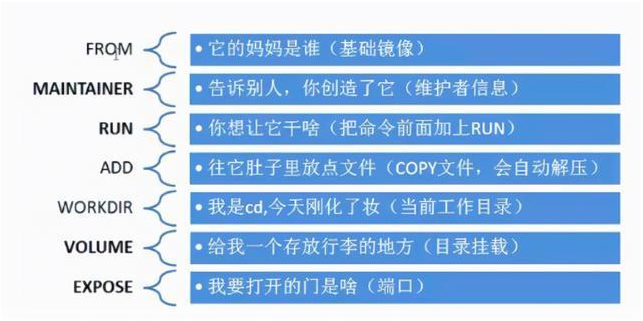 FROM • 它的妈妈是谁（基础镜像）
MAINTAINER • 告诉别人，你创造了它（维护者信息）
RUN • 你想让它干啥（把命令前面加上RUN）
ADD • 往它肚子里放点文件（COPY文件，会自动解压）
WORKDIR • 我是cd,今天刚化了妆（当前工作目录）
VOLUME • 给我一个存放行李的地方（目录挂载）
EXPOSE • 我要打开的门是啥（端口）